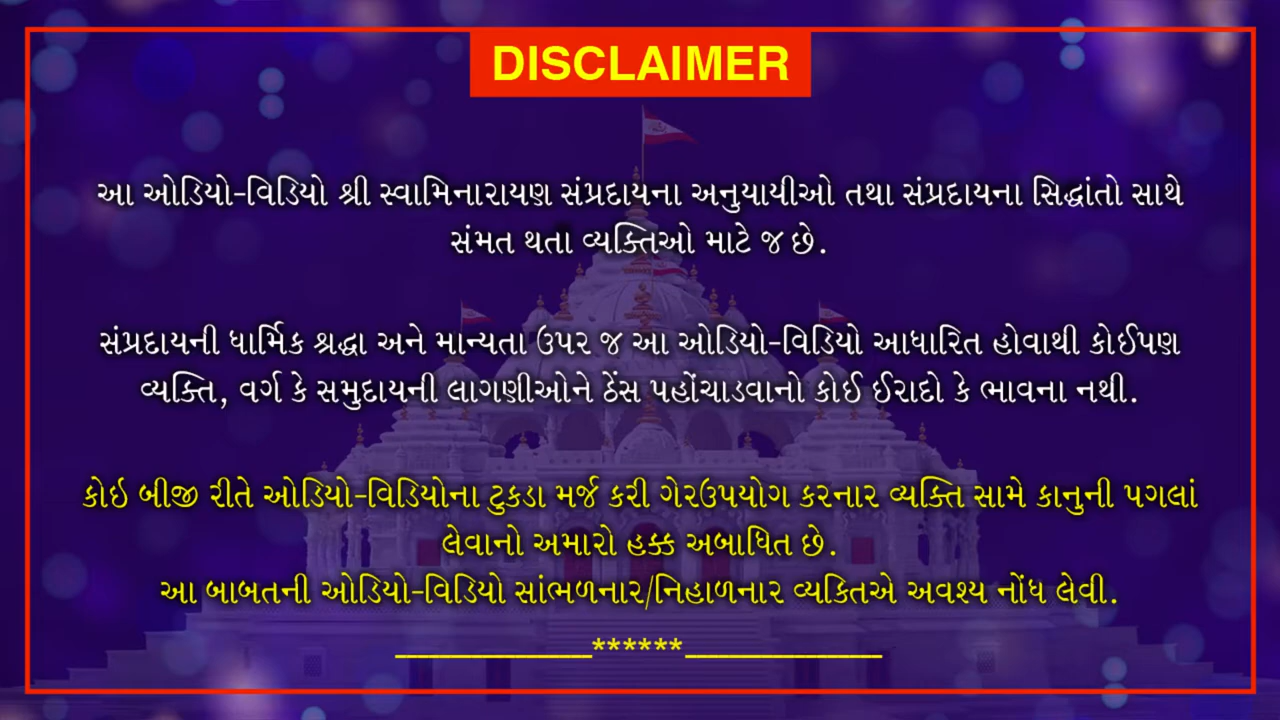 DISCLAIMER
આ ઓડિયો-વિડિયો શ્રી સ્વામિનારાયણ સંપ્રદાયના અનુયાયીઓ તથા સંપ્રદાયના સિદ્ધાંતો સાથે
સંમત થતા વ્યક્તિઓ માટે જ છે.
સંપ્રદાયની ધાર્મિક શ્રદ્ધા અને માન્યતા ઉપર જ આ ઓડિયો-વિડિયો આધારિત હોવાથી કોઈપણ
વ્યક્તિ, વર્ગ કે સમુદાયની લાગણીઓને ઠેંસ પહોંચાડવાનો કોઈ ઈરાદો કે ભાવના નથી.
કોઇ બીજી રીતે ઓડિયો-વિડિયોના ટુકડા મર્જ કરી ગેરઉપયોગ કરનાર વ્યક્તિ સામે કાનુની પગલાં
લેવાનો અમારો હક્ક અબાધિત છે.
આ બાબતની ઓડિયો-વિડિયો સાંભળનાર/નિહાળનાર વ્યકિતએ અવશ્ય નોંધ લેવી.
______________******______________